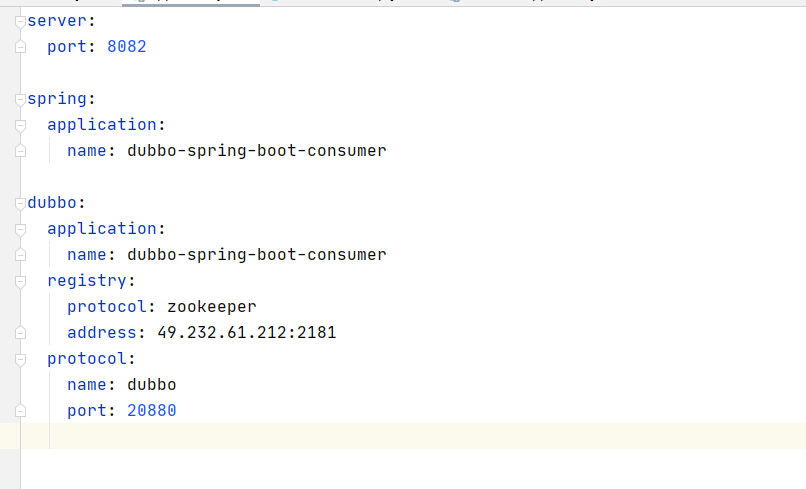 server:
  port: 8082
spring:
  application:
    name: dubbo-spring-boot-consumer
dubbo:
  application:
    name: dubbo-spring-boot-consumer
  registry:
    protocol: zookeeper
    address: 49.232.61.212:2181
  protocol:
    name: dubbo
    port: 20880